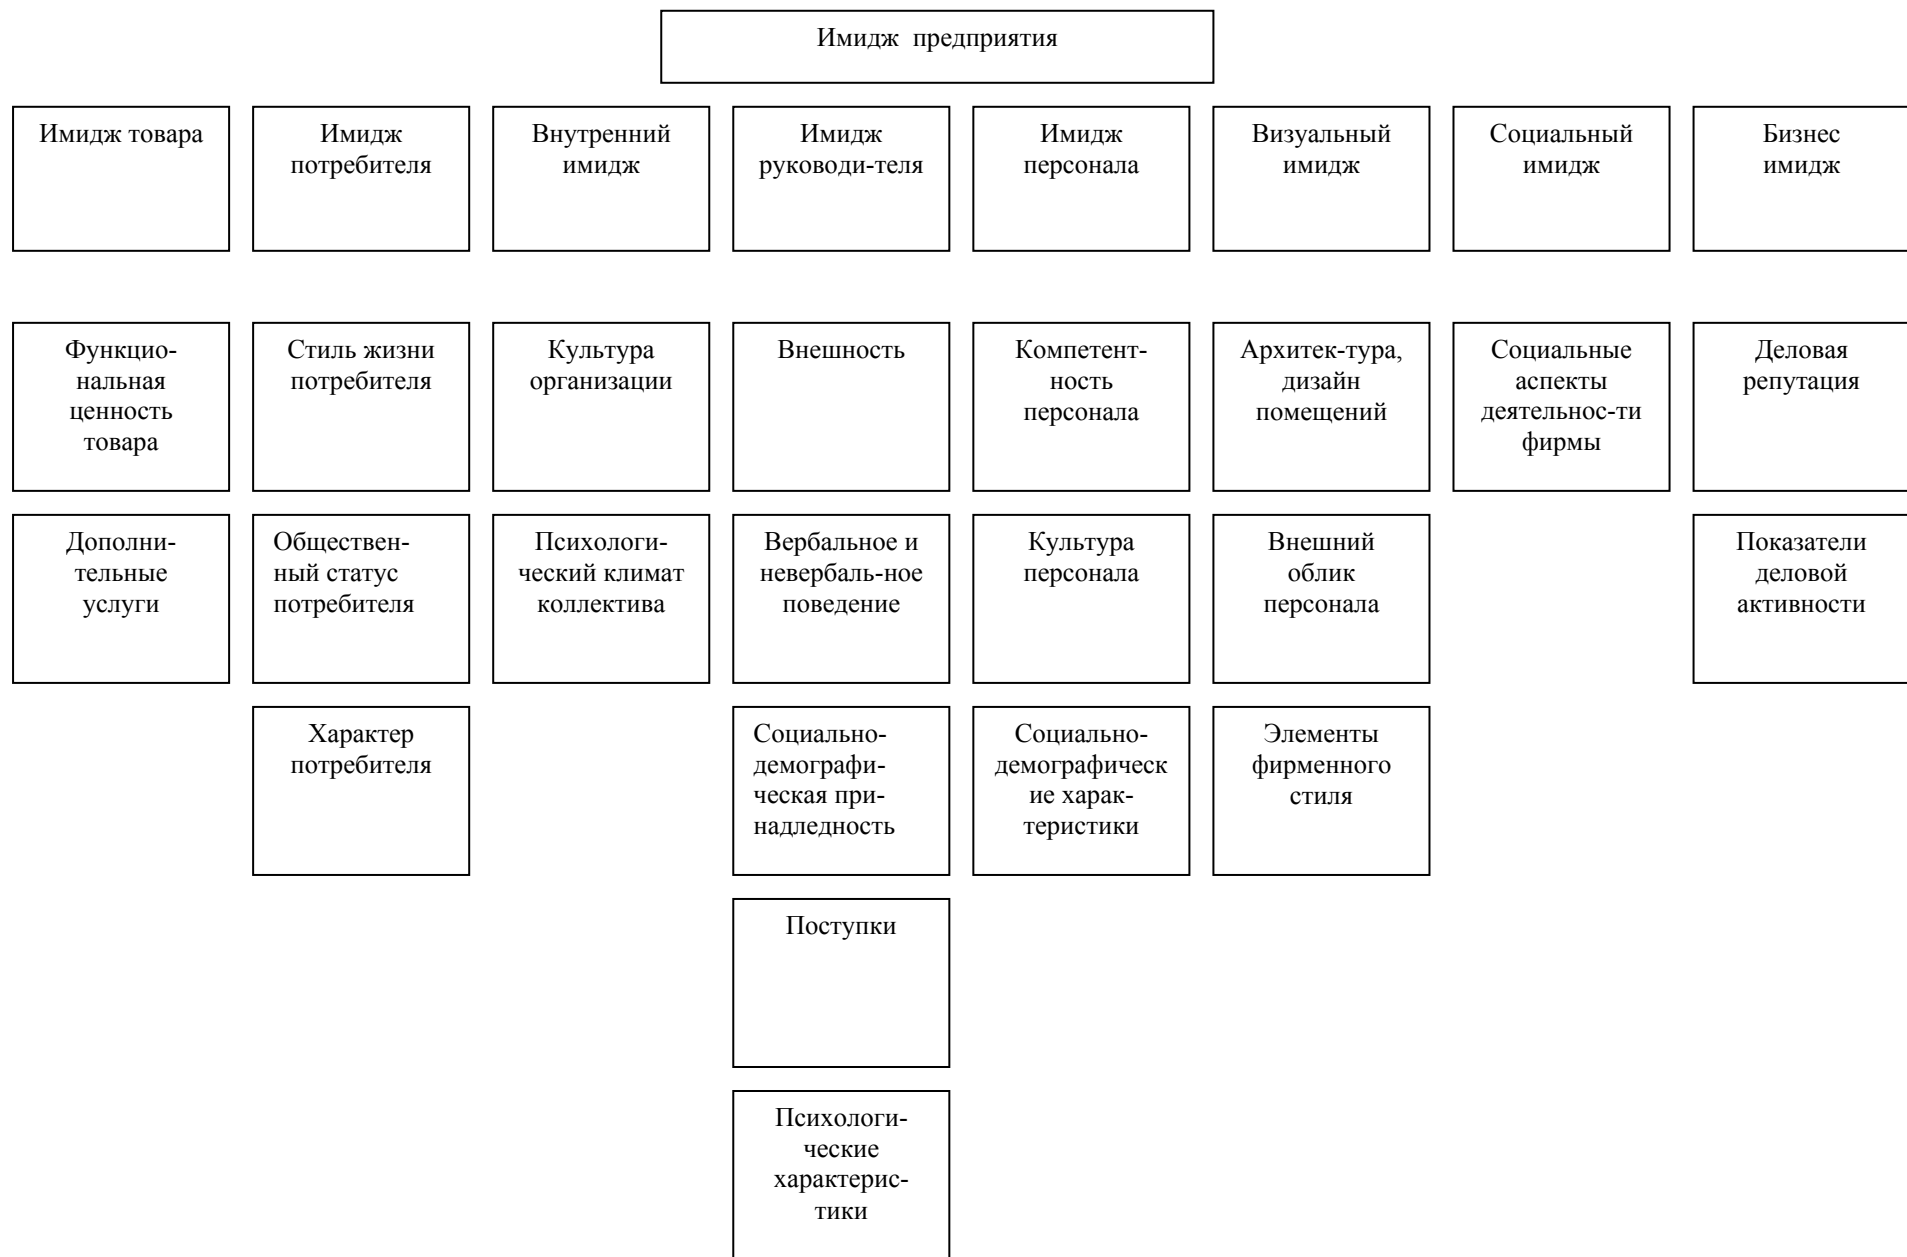 Имидж предприятия
Имидж товара
Имидж
потребителя
Внутренний
имидж
Имидж
руководи-теля
Имидж
персонала
Визуальный
имидж
Социальный
имидж
Бизнес
имидж
Функцио-
нальная
ценность
товара
Стиль жизни
потребителя
Культура
организации
Внешность
Компетент-
ность
персонала
Архитек-тура,
дизайн
помещений
Социальные
аспекты
деятельнос-ти
фирмы
Деловая
репутация
Дополни-
тельные
услуги
Обществен-
ный статус
потребителя
Психологи-
ческий климат
коллектива
Вербальное и
невербаль-ное
поведение
Культура
персонала
Внешний
облик
персонала
Показатели
деловой
активности
Характер
потребителя
Социально-
демографи-
ческая при-
надледность
Социально-
демографическ
ие харак-
теристики
Элементы
фирменного
стиля
Поступки
Психологи-
ческие
характерис-
тики